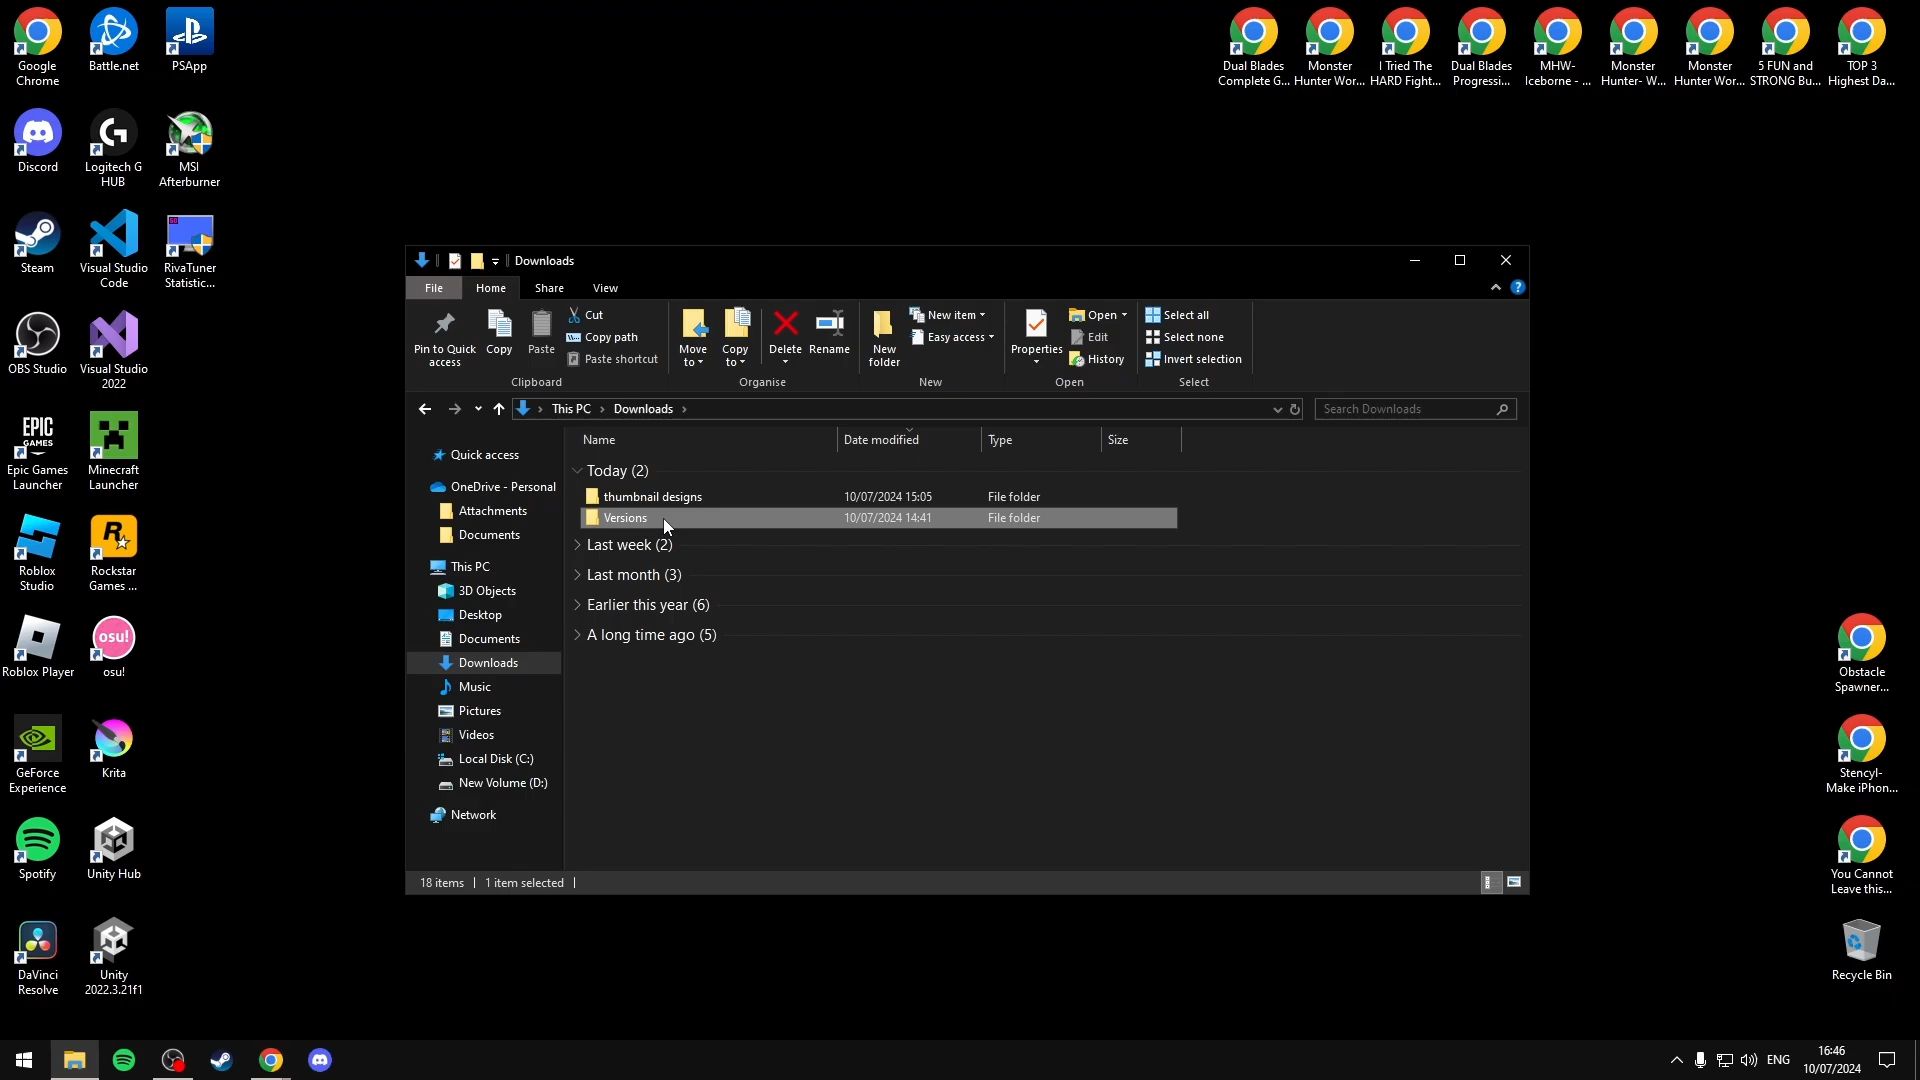 Google
Chrome
Battle.net
PSApp
Dual Blades
Complete G...
Monster
Hunter Wor...
I Tried The
HARD Fight...
Dual Blades
Progressi...
MHW-
Iceborne - ...
Monster
Hunter- W...
Monster
Hunter Wor...
5 FUN and
STRONG Bu...
TOP 3
Highest Da...
Discord
Logitech G
HUB
MSI
Afterburner
Steam
Visual Studio
Code
RivaTuner
Statistic...
OBS Studio
Visual Studio
2022
EPIC
GAMES
Epic Games
Launcher
Minecraft
Launcher
Roblox
Studio
Rockstar
Games ...
Roblox Player
osu!
osu!
GeForce
Experience
Krita
Spotify
Unity Hub
DaVinci
Resolve
Unity
2022.3.21f1
Downloads
File
Home
Share
View
Pin to Quick
access
Copy
Paste
Cut
Copy path
Paste shortcut
Clipboard
Move
to
Copy
to
Delete
Rename
Organise
New
folder
New item
Easy access
New
Properties
Open
Edit
History
Open
Select all
Select none
Invert selection
Select
This PC
Downloads
Search Downloads
Quick access
OneDrive - Personal
Attachments
Documents
This PC
3D Objects
Desktop
Documents
Downloads
Music
Pictures
Videos
Local Disk (C:)
New Volume (D:)
Network
Name Date modified Type Size
Today (2)
thumbnail designs 10/07/2024 15:05 File folder
Versions 10/07/2024 14:41 File folder
Last week (2)
Last month (3)
Earlier this year (6)
A long time ago (5)
18 items
1 item selected
Obstacle
Spawner...
Stencyl-
Make iPhon...
You Cannot
Leave this...
Recycle Bin
ENG
16:46
10/07/2024